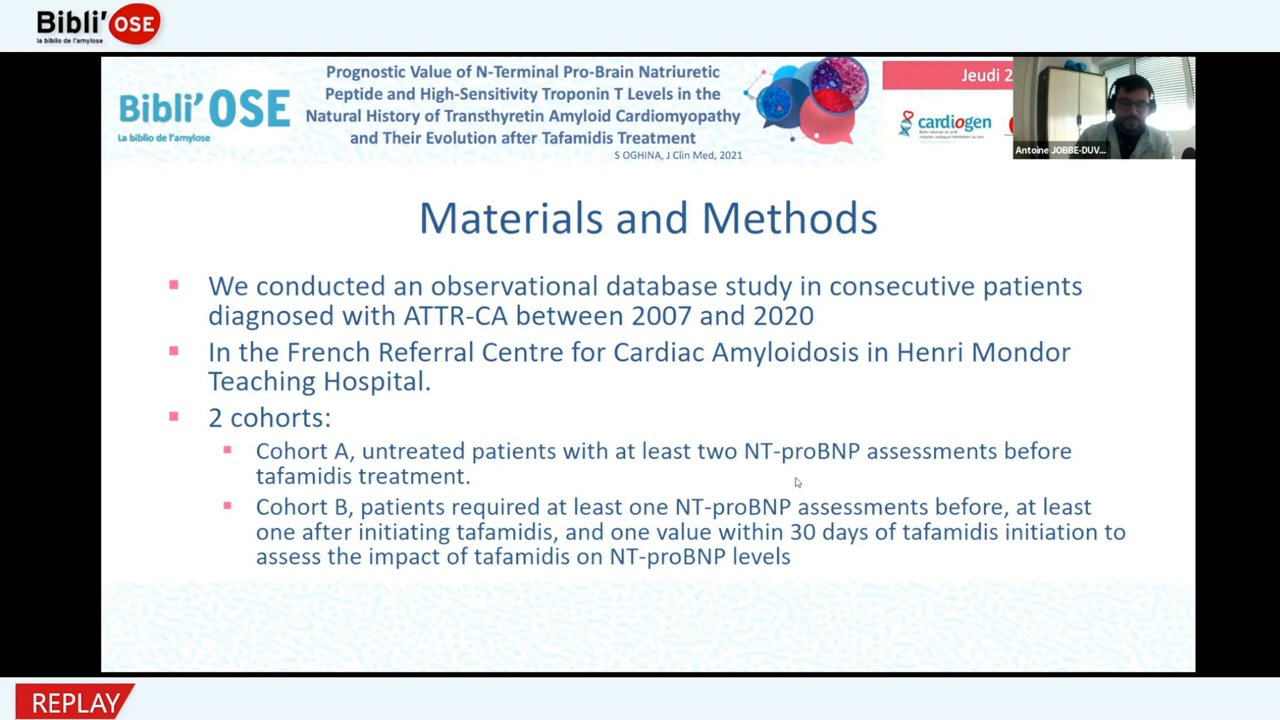 Bibli'OSE
la biblio de l'amylose
Prognostic Value of N-Terminal Pro-Brain Natriuretic
Peptide and High-Sensitivity Troponin T Levels in the
Natural History of Transthyretin Amyloid Cardiomyopathy
and Their Evolution after Tafamidis Treatment
S OGHINA, J Clin Med, 2021
Bibli'OSE
La biblio de l'amylose
Jeudi 2
cardiogen
Antoine JOBBE-DUV...
Materials and Methods
▪ We conducted an observational database study in consecutive patients
diagnosed with ATTR-CA between 2007 and 2020
▪ In the French Referral Centre for Cardiac Amyloidosis in Henri Mondor
Teaching Hospital.
▪ 2 cohorts:
▪ Cohort A, untreated patients with at least two NT-proBNP assessments before
tafamidis treatment.
▪ Cohort B, patients required at least one NT-proBNP assessments before, at least
one after initiating tafamidis, and one value within 30 days of tafamidis initiation to
assess the impact of tafamidis on NT-proBNP levels
REPLAY